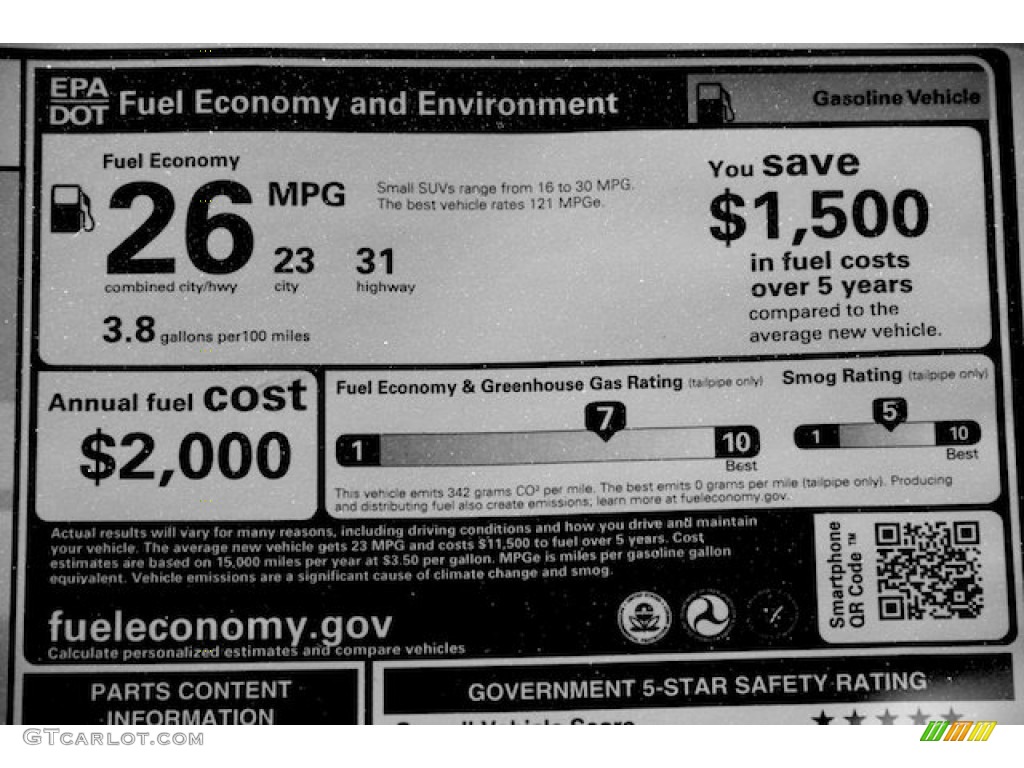 EPA
DOT
Fuel Economy and Environment
Gasoline Vehicle
Fuel Economy
26 MPG
combined city/hwy
23
city
31
highway
3.8 gallons per100 miles
Small SUVs range from 16 to 30 MPG.
The best vehicle rates 121 MPGe.
You save
$1,500
in fuel costs
over 5 years
compared to the
average new vehicle.
Annual fuel cost
$2,000
Fuel Economy & Greenhouse Gas Rating (tailpipe only)
1
7
10
Best
Smog Rating (tailpipe only)
1
5
10
Best
This vehicle emits 342 grams CO² per mile. The best emits 0 grams per mile (tailpipe only). Producing
and distributing fuel also create emissions; learn more at fueleconomy.gov.
Actual results will vary for many reasons, including driving conditions and how you drive and maintain
your vehicle. The average new vehicle gets 23 MPG and costs $11,500 to fuel over 5 years. Cost
estimates are based on 15,000 miles per year at $3.50 per gallon. MPGe is miles per gasoline gallon
equivalent. Vehicle emissions are a significant cause of climate change and smog.
fueleconomy.gov
Calculate personalized estimates and compare vehicles
Smartphone
QR Code™
PARTS CONTENT
INFORMATION
GOVERNMENT 5-STAR SAFETY RATING
GTcarlot.com